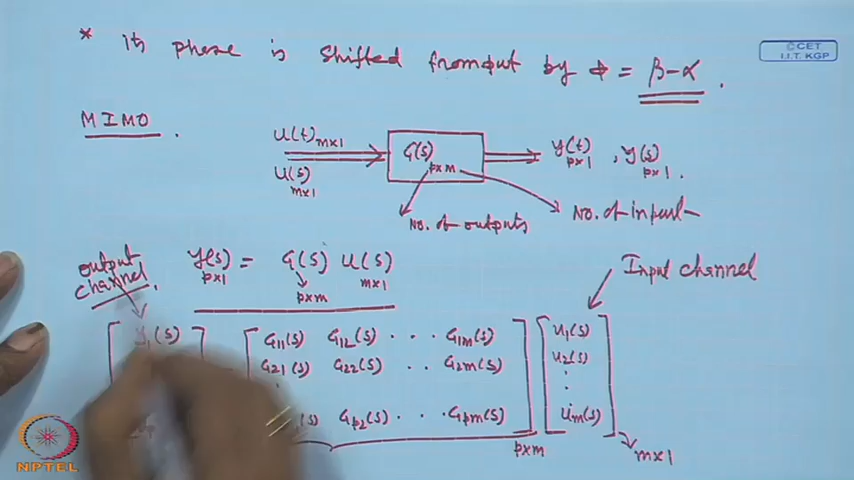 * its phase is shifted from put by Φ = β-α .
©CET
I.I.T. KGP
MIMO .
U(t) m×1
U(s) m×1
G(s) p×m
y(t) p×1 , y(s) p×1 .
No. of outputs
No. of input
output channel .
y(s) p×1 = G(s) p×m U(s) m×1
Input channel
y1(s) G11(s) G12(s) · · · G1m(s) u1(s)
G21(s) G22(s) · · G2m(s) u2(s)
(s) Gp2(s) · · · Gpm(s) um(s)
p×m m×1
NPTEL